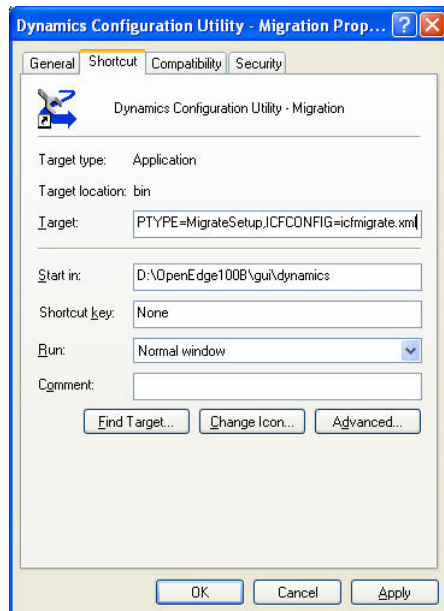 Dynamics Configuration Utility - Migration Prop...
General Shortcut Compatibility Security
Dynamics Configuration Utility - Migration
Target type: Application
Target location: bin
Target: PTYPE=MigrateSetup,ICFCONFIG=icfmigrate.xml
Start in: D:\OpenEdge100B\gui\dynamics
Shortcut key: None
Run: Normal window
Comment:
Find Target... Change Icon... Advanced...
OK Cancel Apply